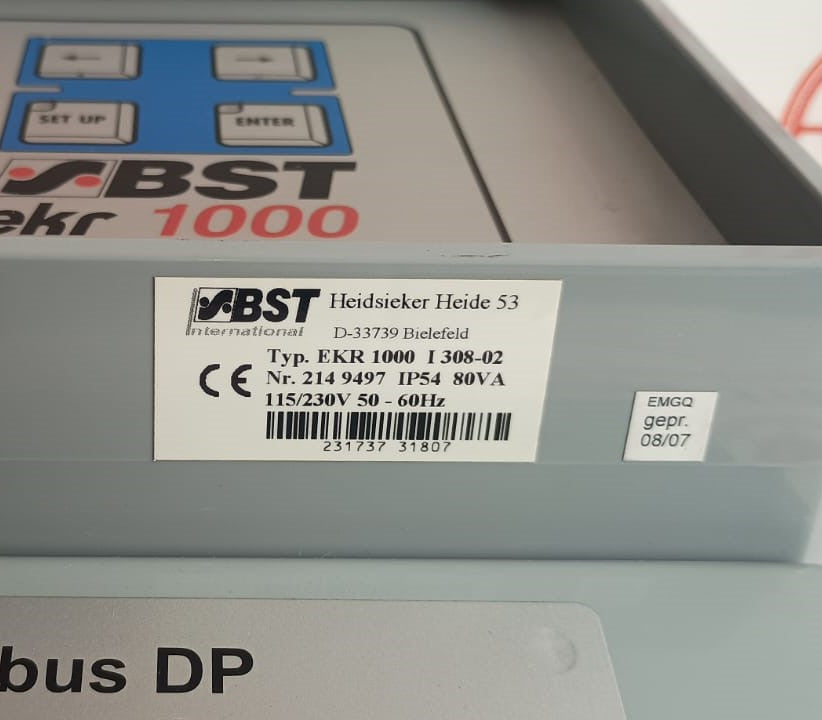 ←
→
SET UP
ENTER
BST
ekr 1000
BST
International
Heidsieker Heide 53
D-33739 Bielefeld
Typ. EKR 1000 I 308-02
CE
Nr. 214 9497 IP54 80VA
115/230V 50 - 60Hz
231737 31807
EMGQ
gepr.
08/07
bus DP